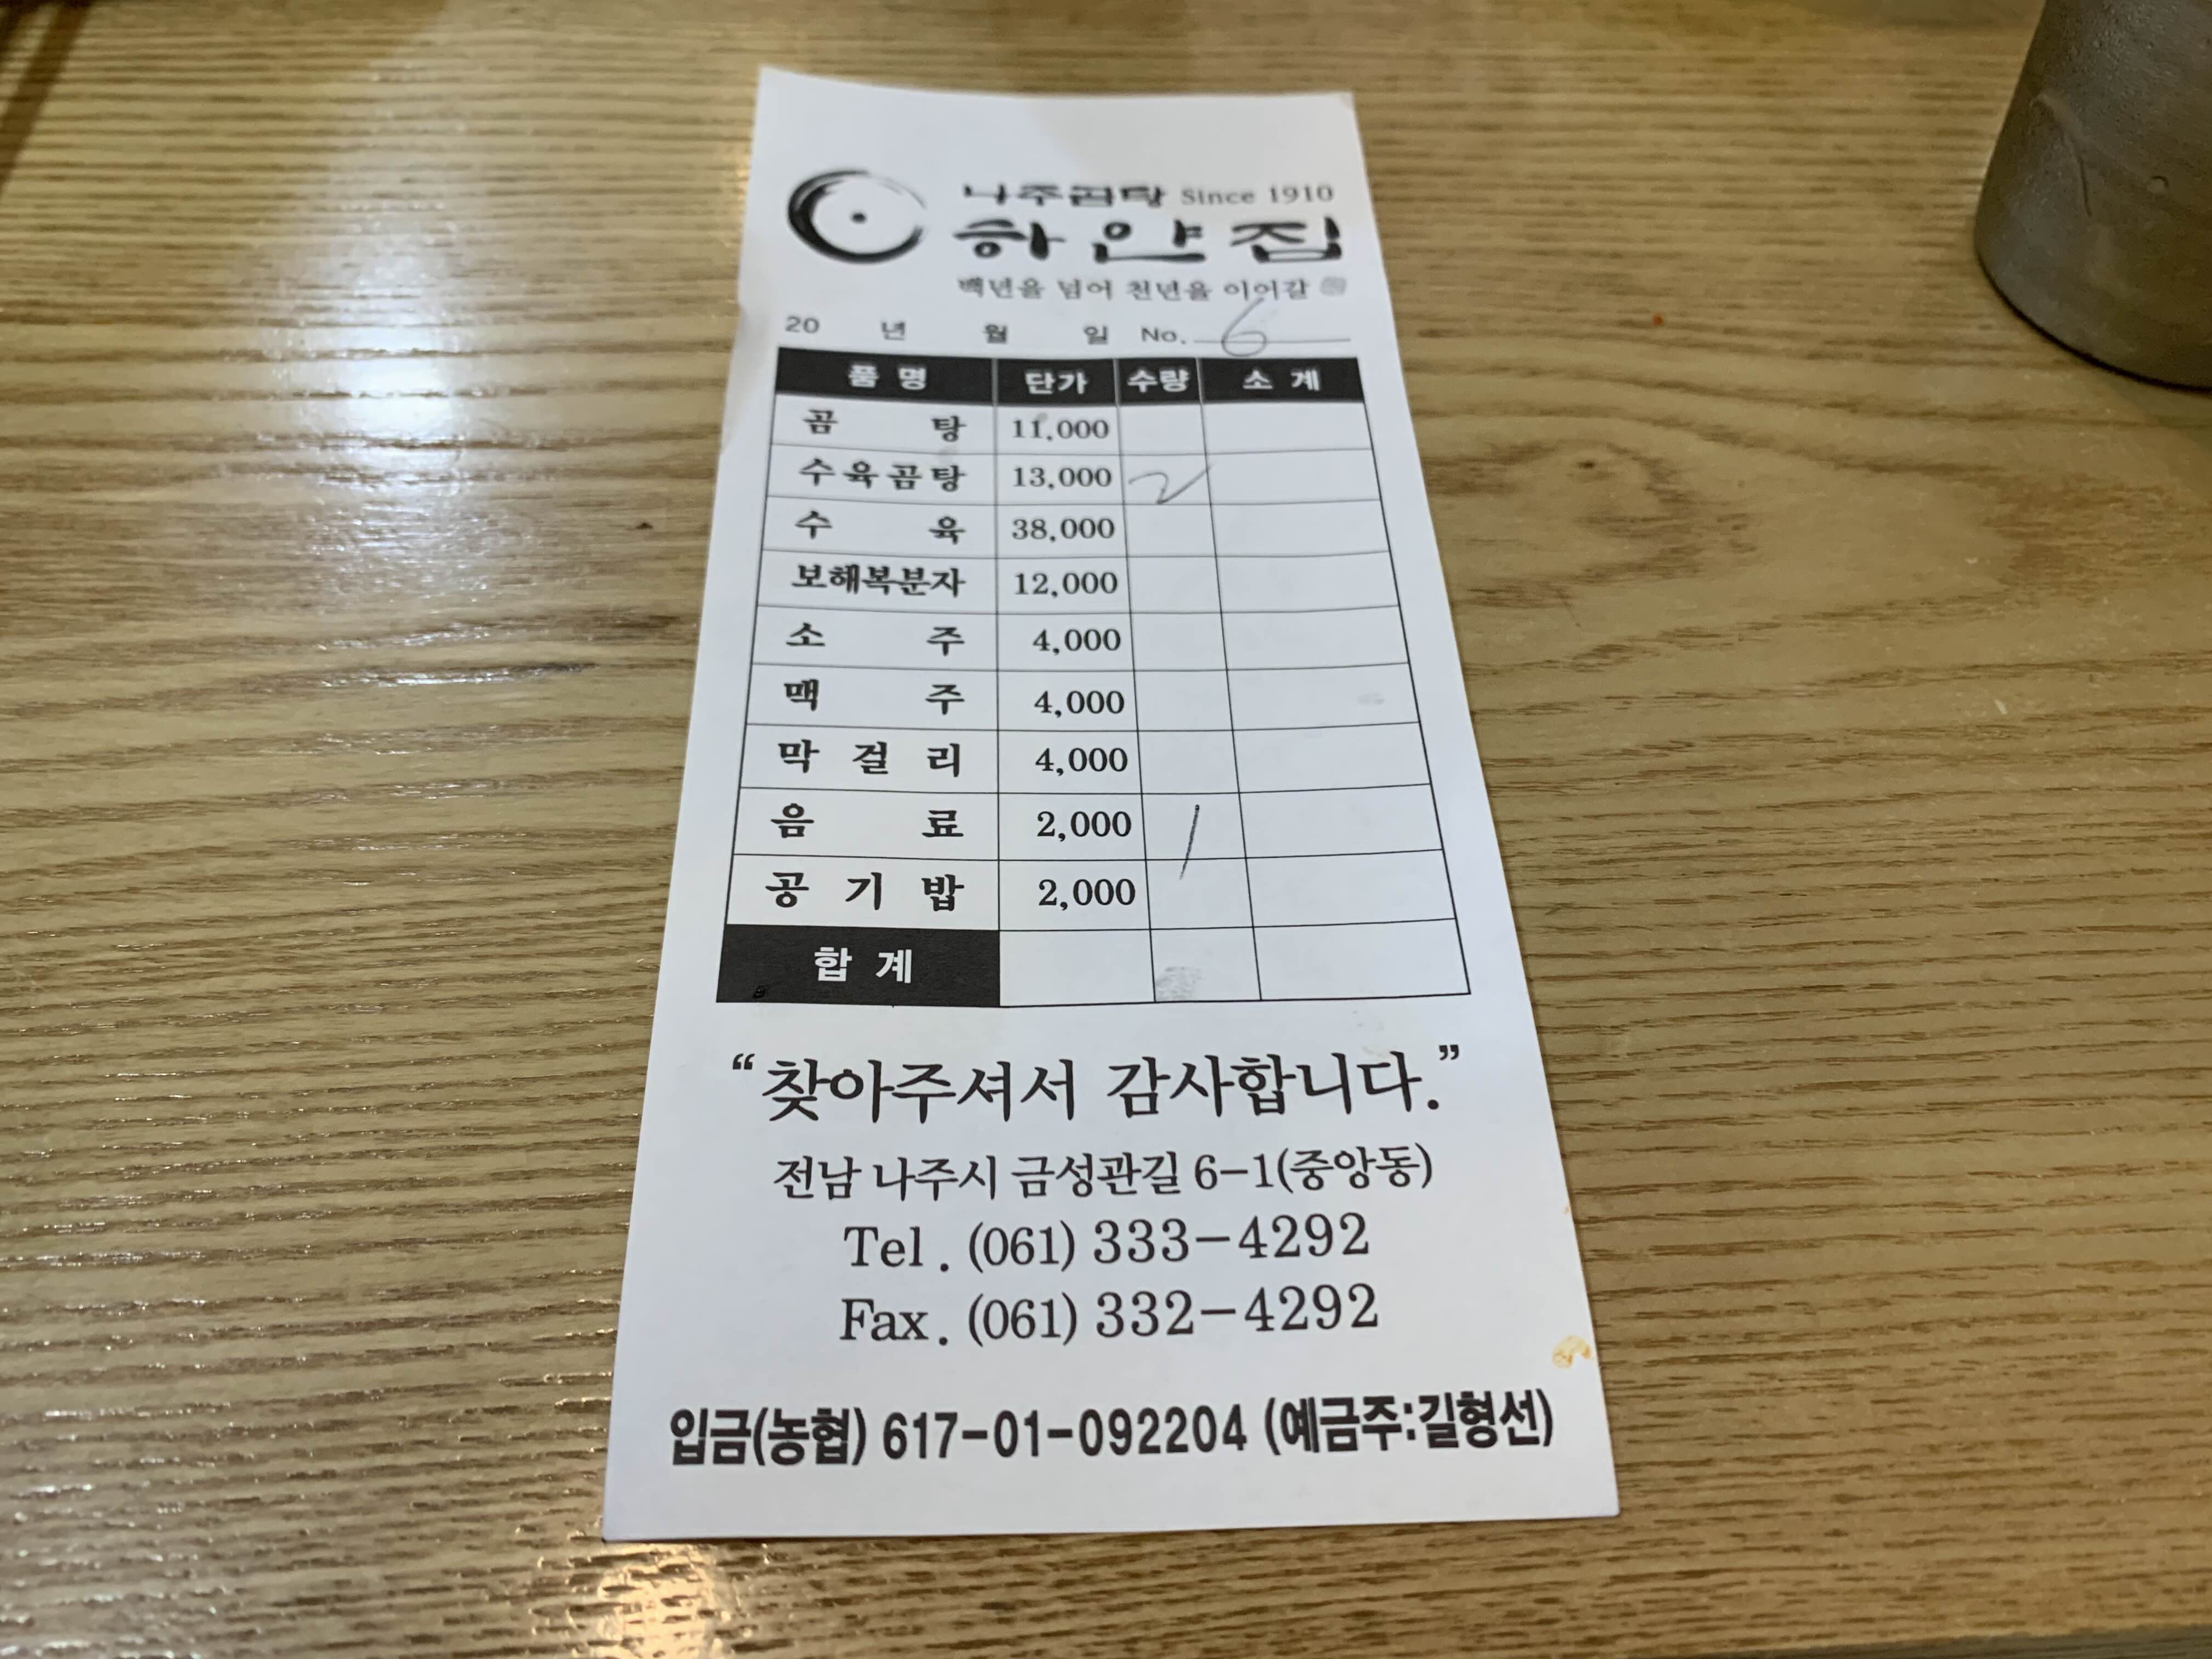 나주곰탕 Since 1910
하얀집
백년을 넘어 천년을 이어갈
20 년 월 일 No. 6
품 명 단가 수량 소 계
곰 탕 11,000
수육곰탕 13,000 2
수 육 38,000
보해복분자 12,000
소 주 4,000
맥 주 4,000
막 걸 리 4,000
음 료 2,000 1
공 기 밥 2,000
합 계
“찾아주셔서 감사합니다.”
전남 나주시 금성관길 6-1(중앙동)
Tel. (061) 333-4292
Fax. (061) 332-4292
입금(농협) 617-01-092204 (예금주:길형선)